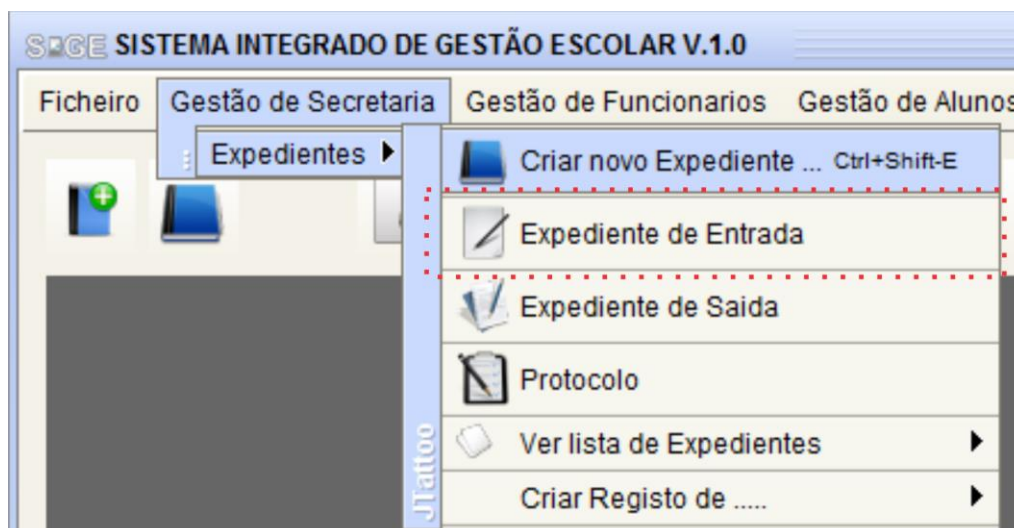 SIGE SISTEMA INTEGRADO DE GESTÃO ESCOLAR V.1.0
Ficheiro Gestão de Secretaria Gestão de Funcionarios Gestão de Alunos
Expedientes
Criar novo Expediente ... Ctrl+Shift-E
Expediente de Entrada
Expediente de Saida
Protocolo
Ver lista de Expedientes
Criar Registo de .....
JTattoo